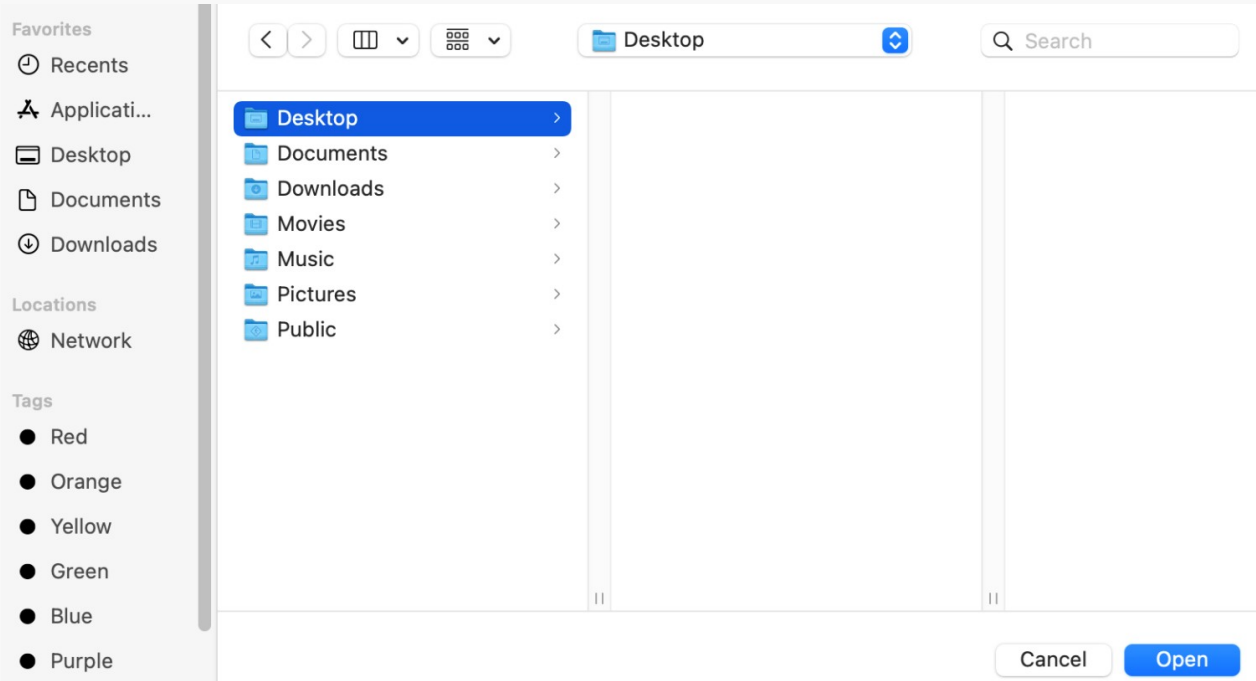 Favorites
Recents
Applicati...
Desktop
Documents
Downloads
Locations
Network
Tags
Red
Orange
Yellow
Green
Blue
Purple
Desktop
Search
Desktop
Documents
Downloads
Movies
Music
Pictures
Public
Cancel
Open